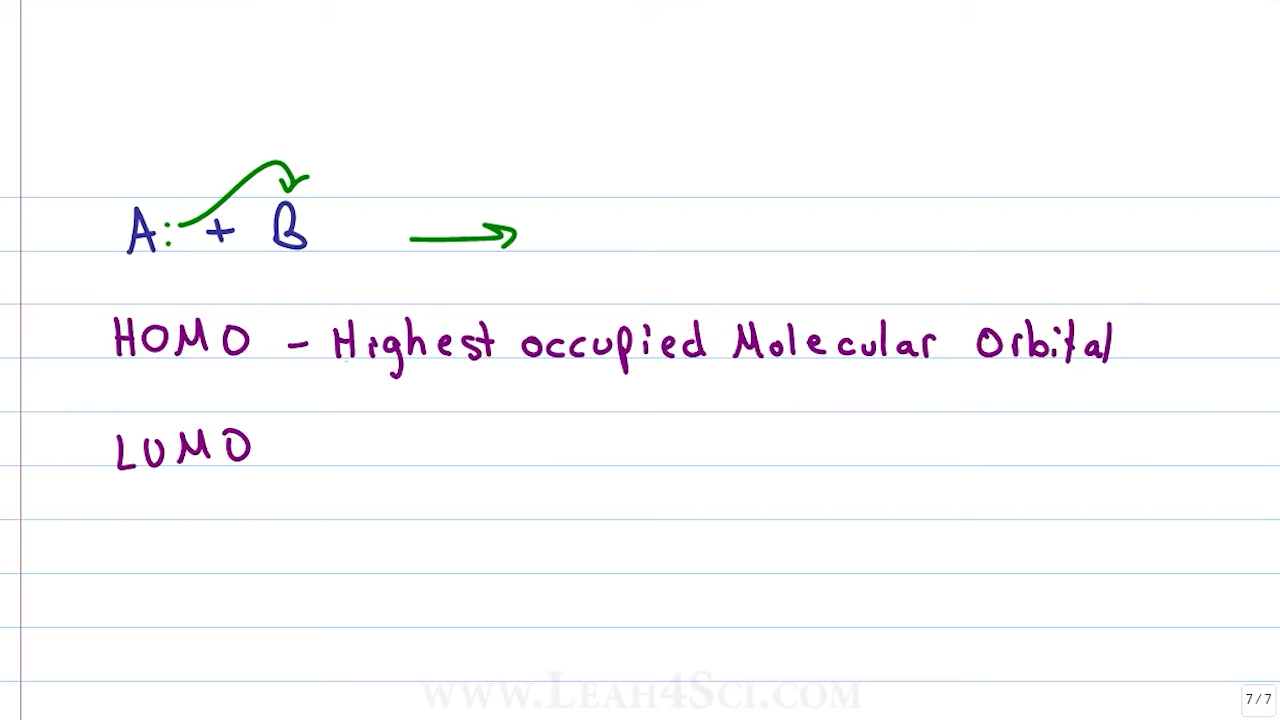 A: + B
HOMO - Highest occupied Molecular Orbital
LUMO
www.Leah4Sci.com
7/7